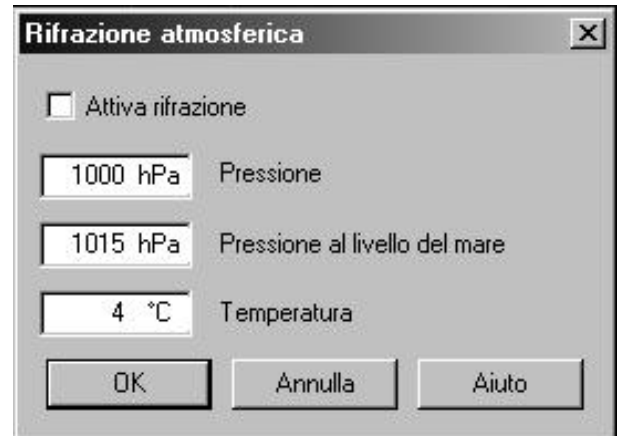 Rifrazione atmosferica
Attiva rifrazione
1000 hPa Pressione
1015 hPa Pressione al livello del mare
4 °C Temperatura
OK Annulla Aiuto